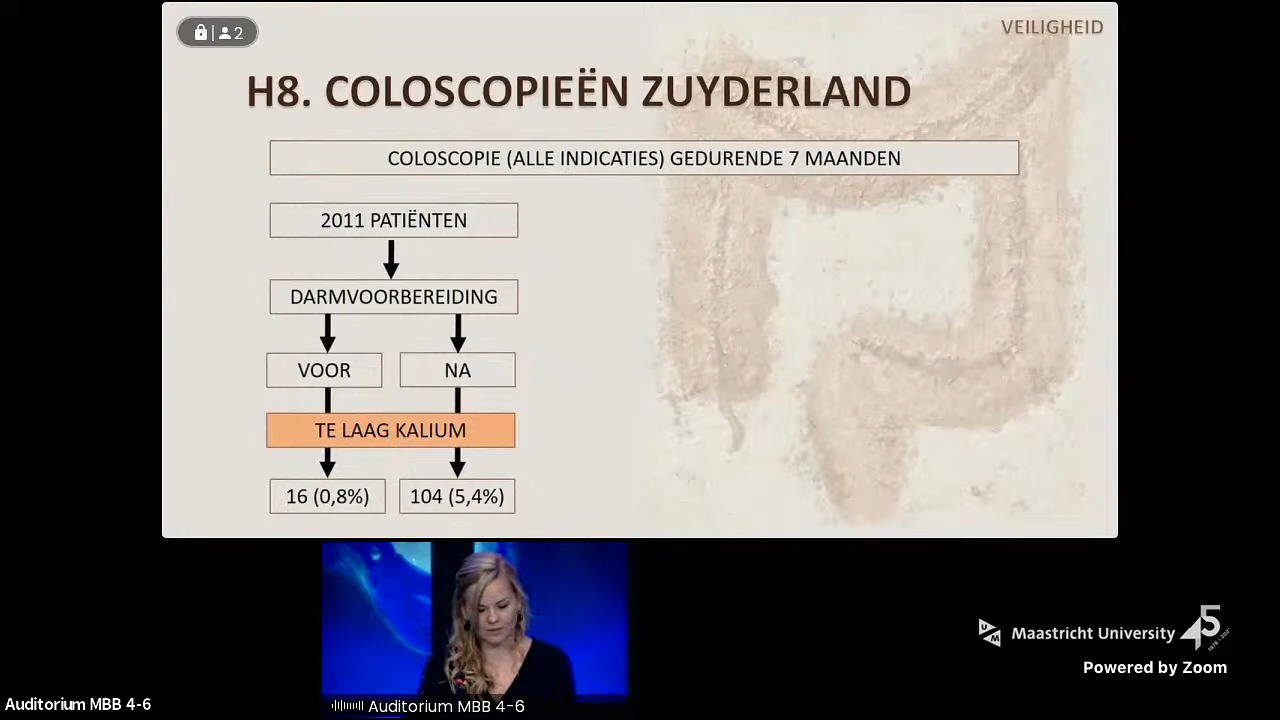 2
VEILIGHEID
H8. COLOSCOPIEËN ZUYDERLAND
COLOSCOPIE (ALLE INDICATIES) GEDURENDE 7 MAANDEN
2011 PATIËNTEN
DARMVOORBEREIDING
VOOR
NA
TE LAAG KALIUM
16 (0,8%)
104 (5,4%)
UM
Maastricht University
45
Powered by Zoom
Auditorium MBB 4-6
Auditorium MBB 4-6